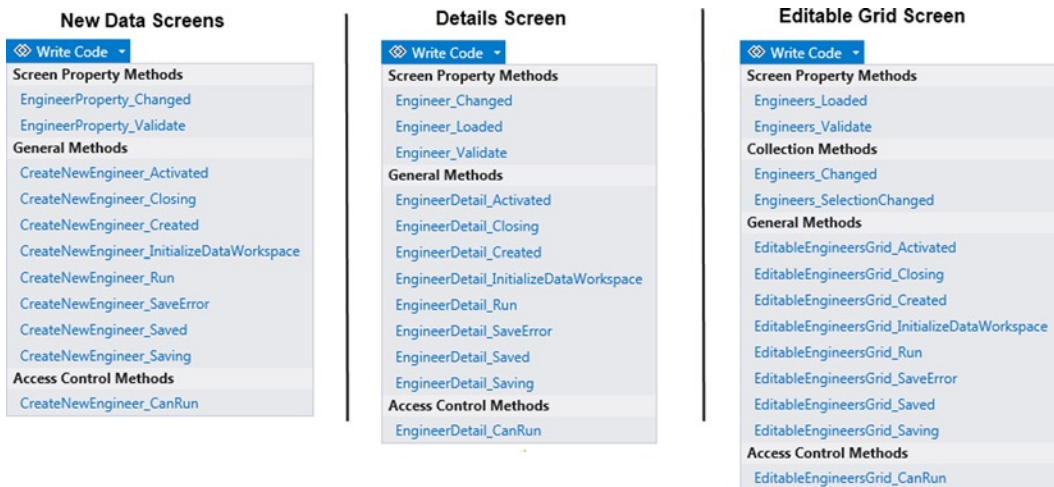 New Data Screens
Write Code
Screen Property Methods
EngineerProperty_Changed
EngineerProperty_Validate
General Methods
CreateNewEngineer_Activated
CreateNewEngineer_Closing
CreateNewEngineer_Created
CreateNewEngineer_InitializeDataWorkspace
CreateNewEngineer_Run
CreateNewEngineer_SaveError
CreateNewEngineer_Saved
CreateNewEngineer_Saving
Access Control Methods
CreateNewEngineer_CanRun
Details Screen
Write Code
Screen Property Methods
Engineer_Changed
Engineer_Loaded
Engineer_Validate
General Methods
EngineerDetail_Activated
EngineerDetail_Closing
EngineerDetail_Created
EngineerDetail_InitializeDataWorkspace
EngineerDetail_Run
EngineerDetail_SaveError
EngineerDetail_Saved
EngineerDetail_Saving
Access Control Methods
EngineerDetail_CanRun
Editable Grid Screen
Write Code
Screen Property Methods
Engineers_Loaded
Engineers_Validate
Collection Methods
Engineers_Changed
Engineers_SelectionChanged
General Methods
EditableEngineersGrid_Activated
EditableEngineersGrid_Closing
EditableEngineersGrid_Created
EditableEngineersGrid_InitializeDataWorkspace
EditableEngineersGrid_Run
EditableEngineersGrid_SaveError
EditableEngineersGrid_Saved
EditableEngineersGrid_Saving
Access Control Methods
EditableEngineersGrid_CanRun